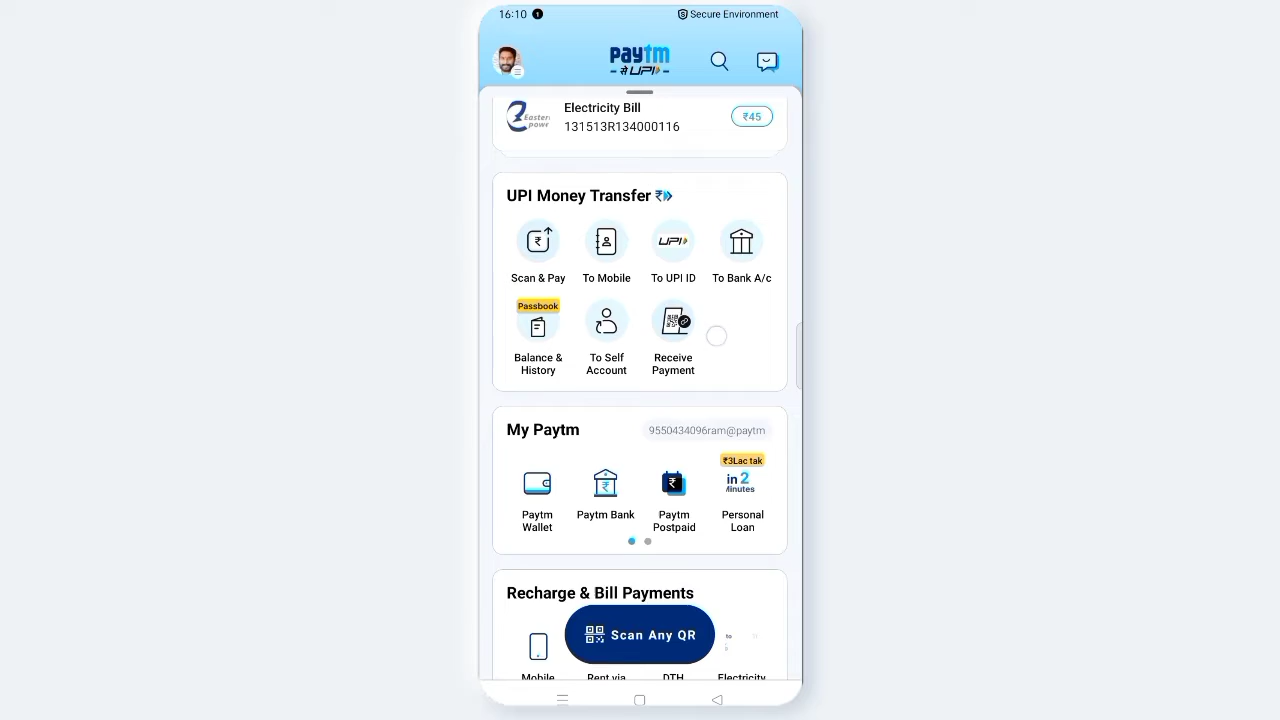 16:10
Secure Environment
paytm
UPI
Electricity Bill
131513R134000116
₹45
Eastern
power
UPI Money Transfer
Scan & Pay
To Mobile
UPI
To UPI ID
To Bank A/c
Passbook
Balance & History
To Self Account
Receive Payment
My Paytm
9550434096ram@paytm
₹3Lac tak
in 2
Minutes
Paytm Wallet
Paytm Bank
Paytm Postpaid
Personal Loan
Recharge & Bill Payments
Scan Any QR
Mobile
Rent via
DTH
Electricity